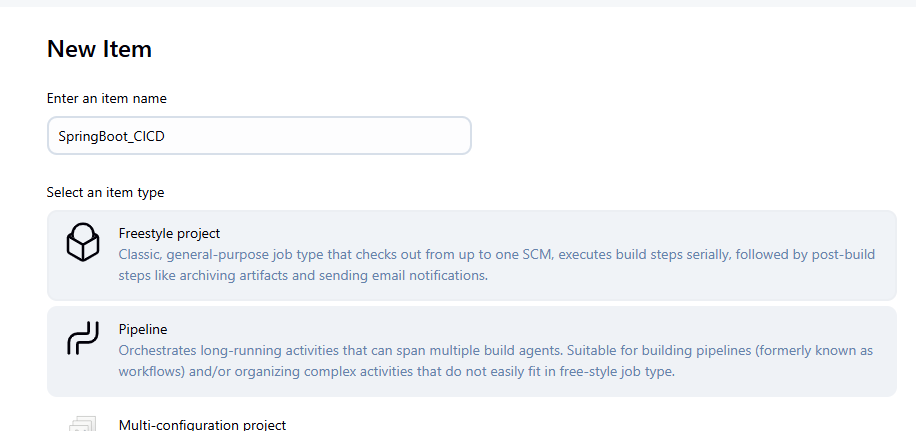 New Item
Enter an item name
SpringBoot_CICD
Select an item type
Freestyle project
Classic, general-purpose job type that checks out from up to one SCM, executes build steps serially, followed by post-build
steps like archiving artifacts and sending email notifications.
Pipeline
Orchestrates long-running activities that can span multiple build agents. Suitable for building pipelines (formerly known as
workflows) and/or organizing complex activities that do not easily fit in free-style job type.
Multi-configuration project